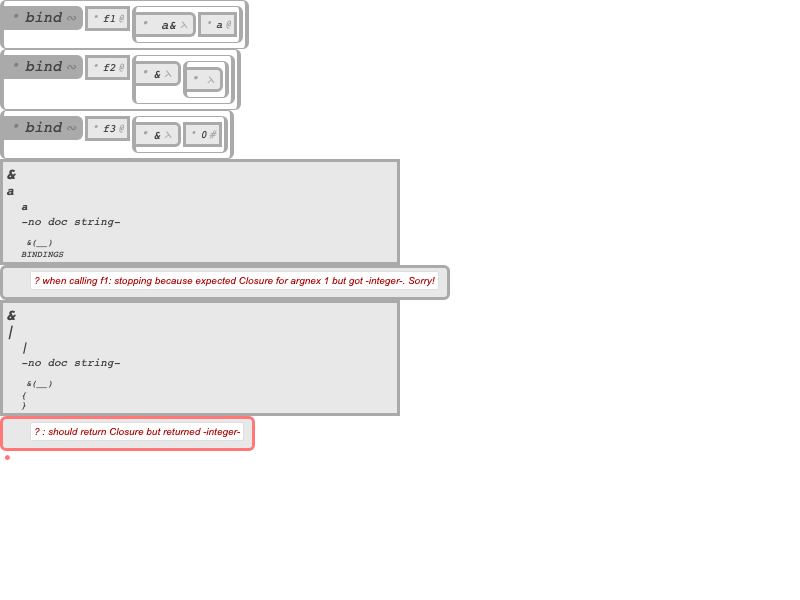 * bind ~ * f1 @ * a& λ * a @
* bind ~ * f2 @ * & λ * λ
* bind ~ * f3 @ * & λ * 0 #
&
a
a
-no doc string-
&(__)
BINDINGS
? when calling f1: stopping because expected Closure for argnex 1 but got -integer-. Sorry!
&
|
|
-no doc string-
&(__)
{
}
? : should return Closure but returned -integer-